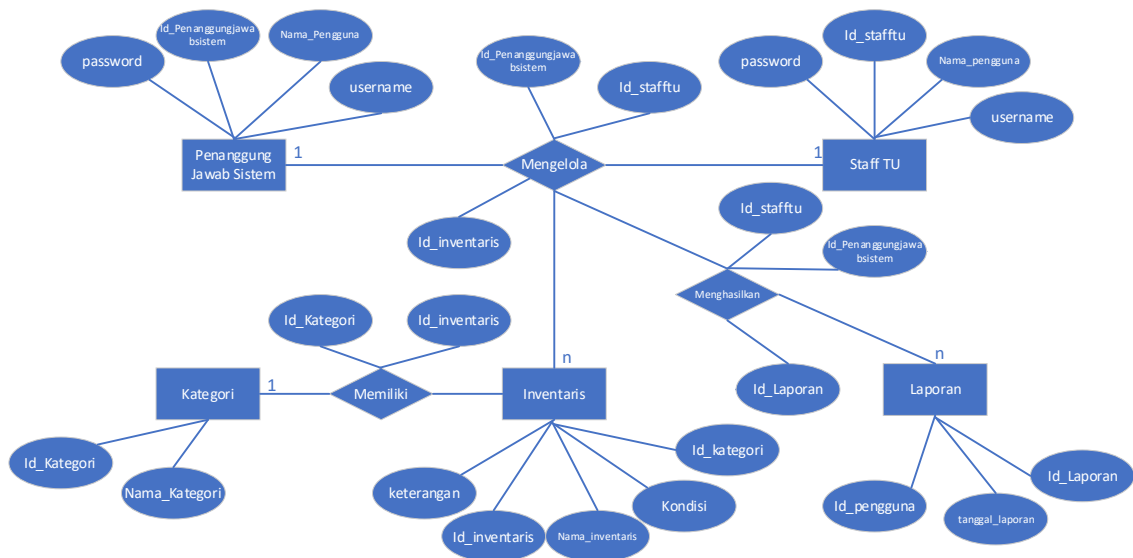 Id_Penanggungjawa
bsistem
Nama_Pengguna
password
username
Id_Penanggungjawa
bsistem
Id_stafftu
Id_stafftu
password
Nama_pengguna
username
Penanggung
Jawab Sistem
1
Mengelola
1
Staff TU
Id_stafftu
Id_inventaris
Id_Penanggungjawa
bsistem
Menghasilkan
Id_Kategori
Id_inventaris
n
n
Id_Laporan
Kategori
1
Memiliki
Inventaris
Laporan
Id_Kategori
Nama_Kategori
keterangan
Id_inventaris
Nama_inventaris
Kondisi
Id_kategori
Id_pengguna
tanggal_laporan
Id_Laporan